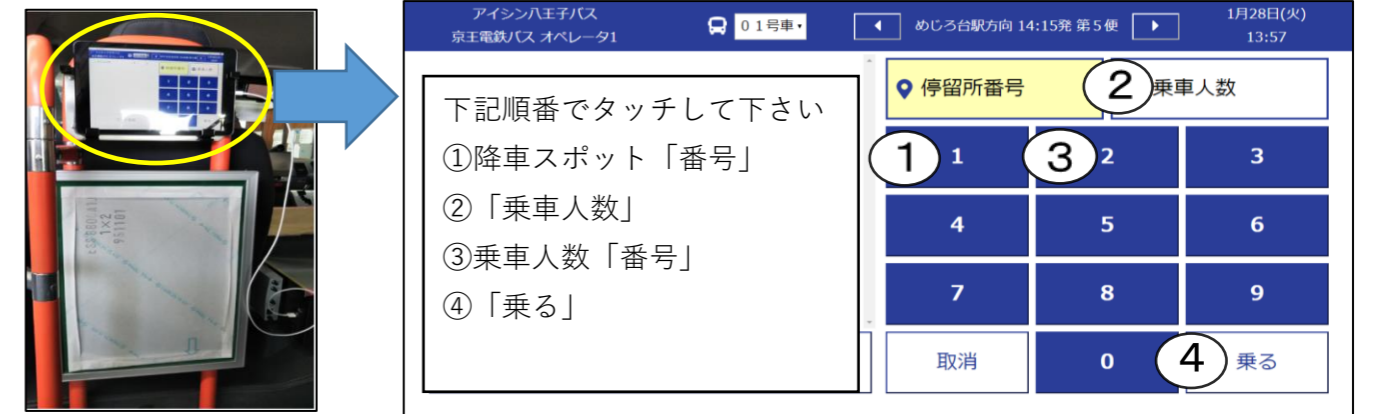 アイシン八王子バス
京王電鉄バス オペレータ1
01号車
めじろ台駅方向 14:15発 第5便
1月28日(火)
13:57
下記順番でタッチして下さい
①降車スポット「番号」
②「乗車人数」
③乗車人数「番号」
④「乗る」
停留所番号
② 乗車人数
① 1 ③ 2 3
4 5 6
7 8 9
取消 0 ④ 乗る
1×2
951101